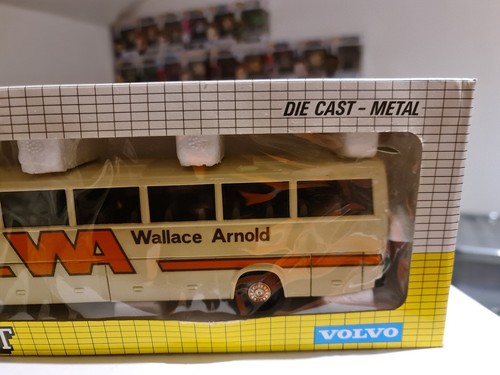 DIE CAST - METAL
Wallace Arnold
WA
VOLVO